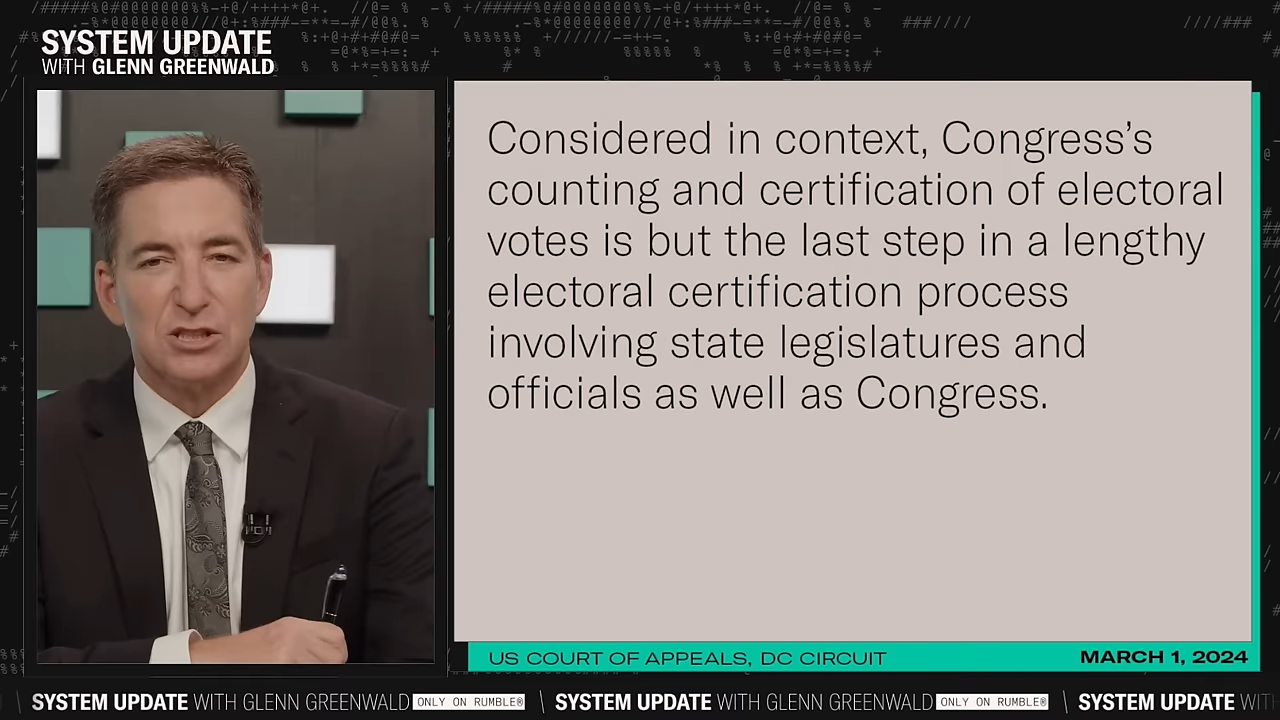 SYSTEM UPDATE
WITH GLENN GREENWALD
Considered in context, Congress’s
counting and certification of electoral
votes is but the last step in a lengthy
electoral certification process
involving state legislatures and
officials as well as Congress.
US COURT OF APPEALS, DC CIRCUIT MARCH 1, 2024
SYSTEM UPDATE WITH GLENN GREENWALD ONLY ON RUMBLE® SYSTEM UPDATE WITH GLENN GREENWALD ONLY ON RUMBLE® SYSTEM UPDATE WIT